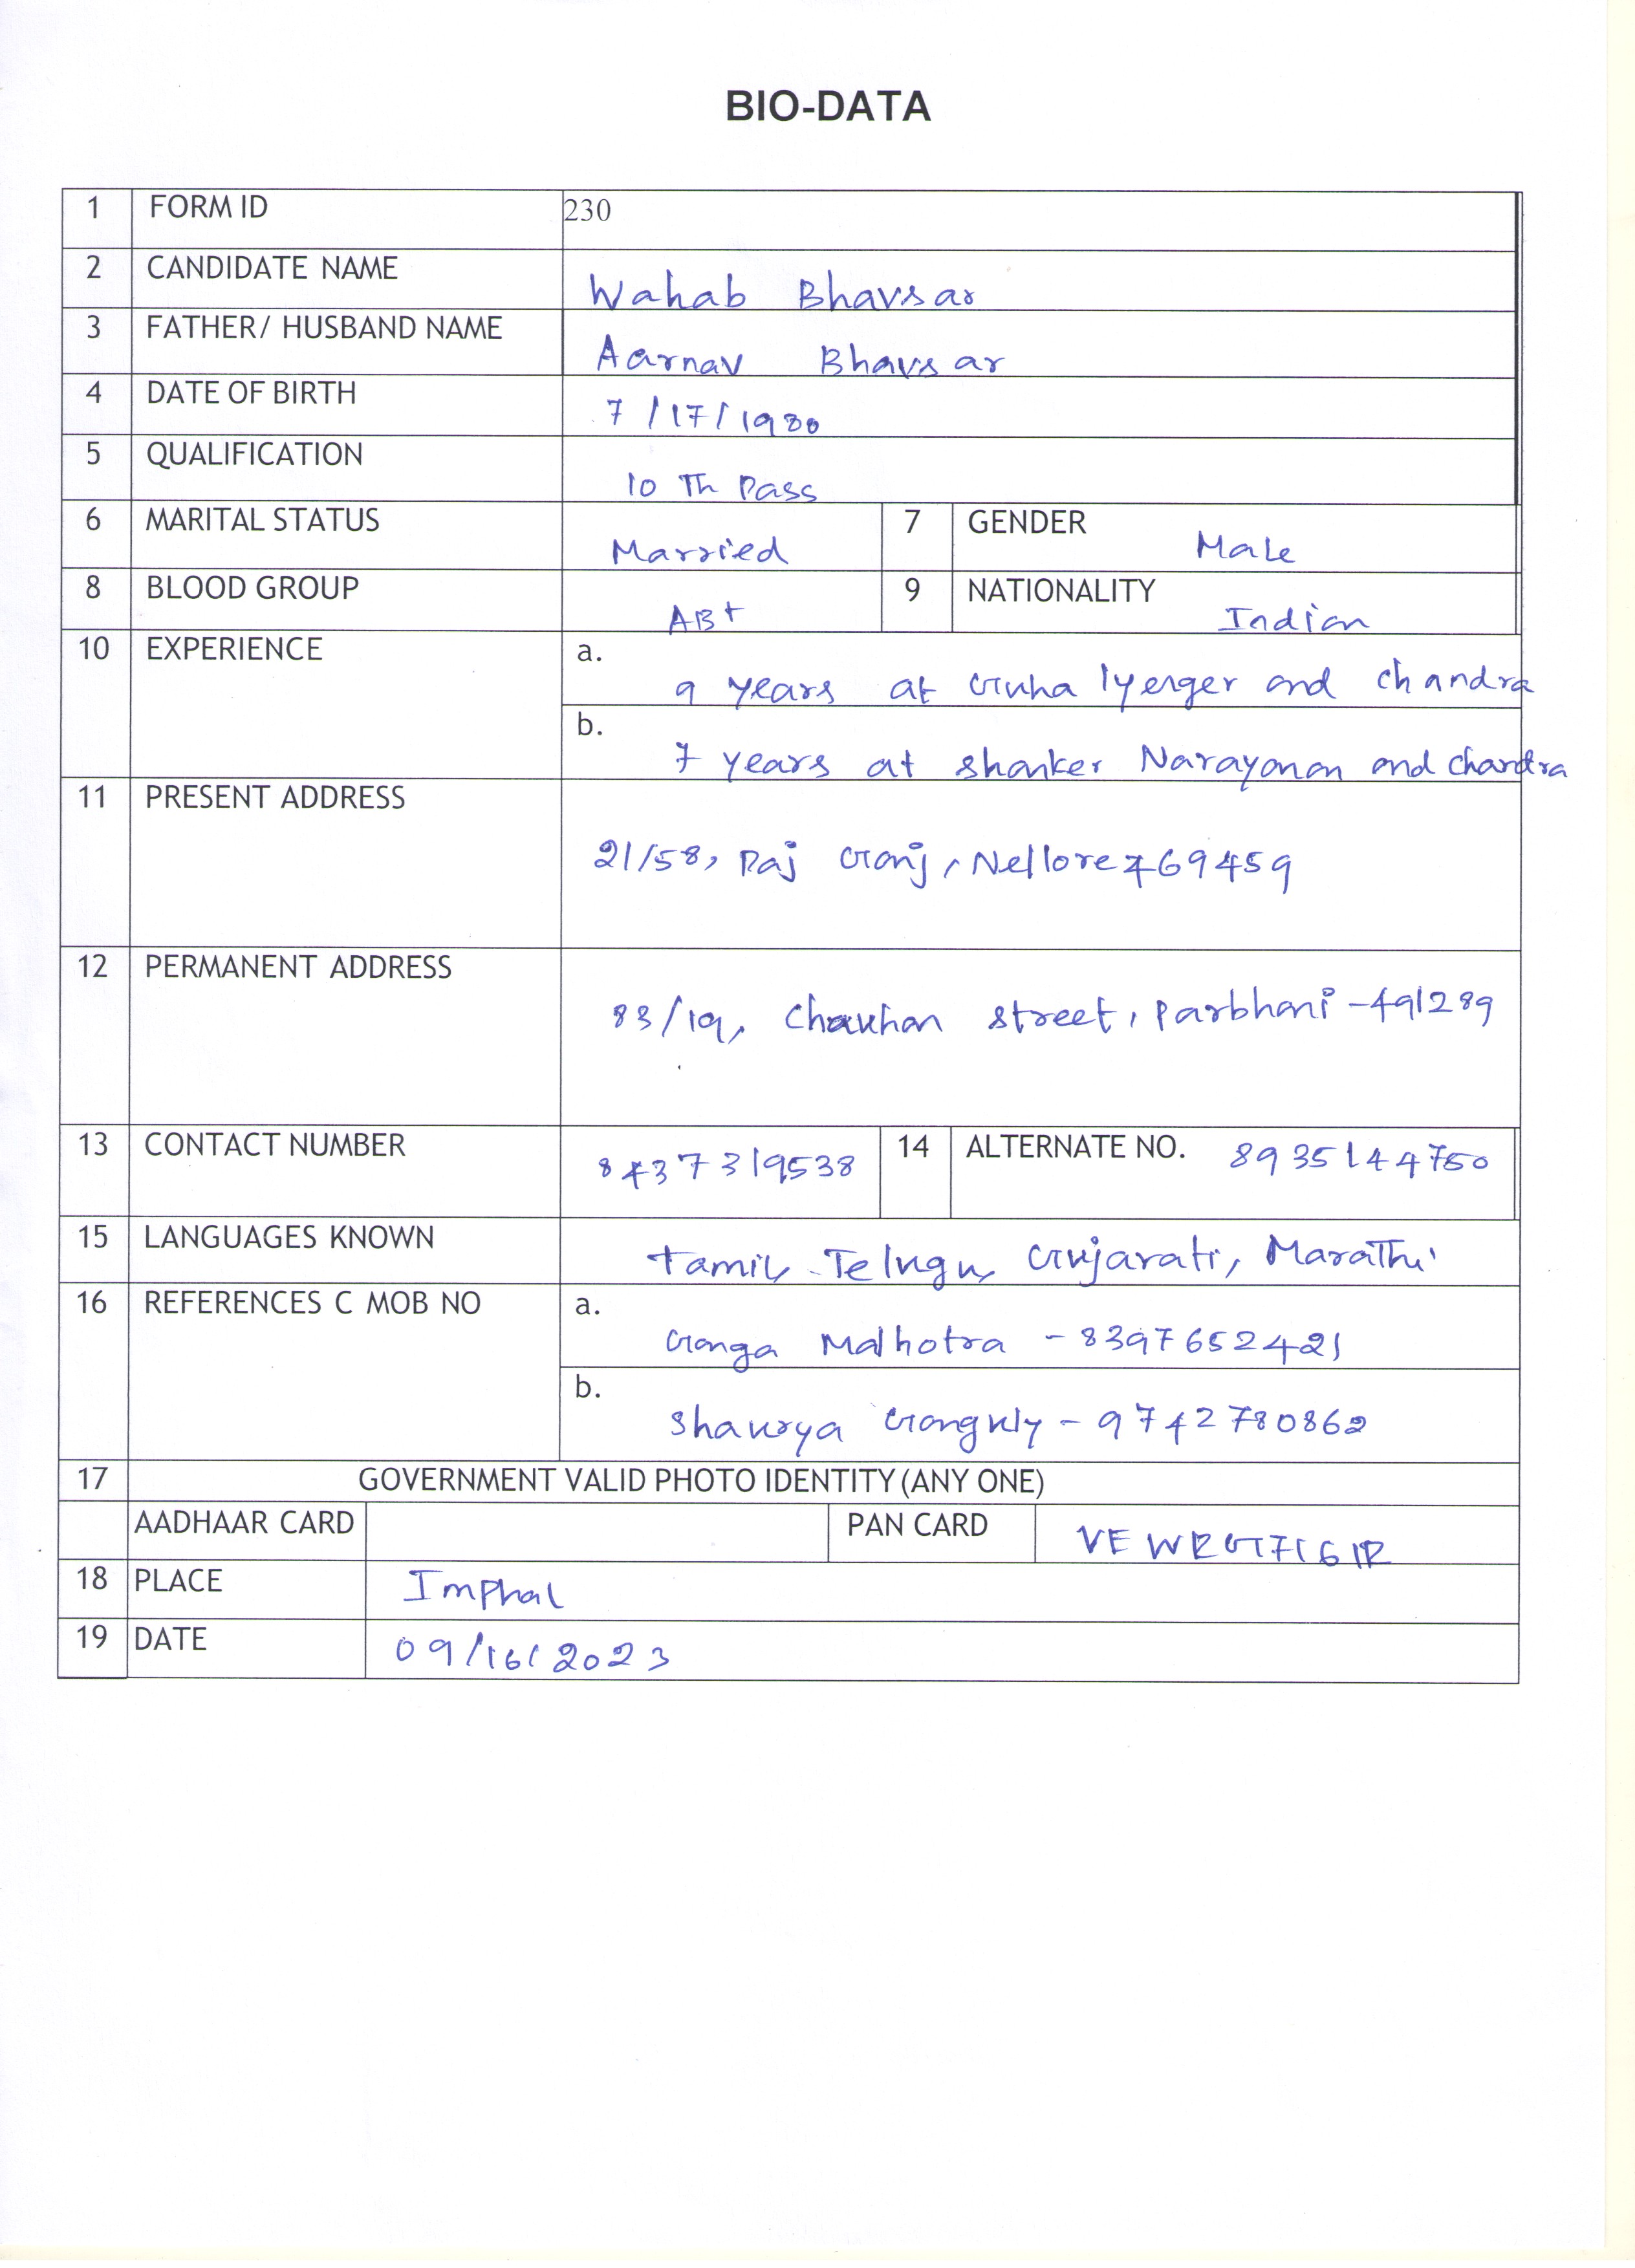 BIO-DATA
1 FORM ID 230
2 CANDIDATE NAME Wahab Bhavsar
3 FATHER/ HUSBAND NAME Aarnav Bhavsar
4 DATE OF BIRTH 7/17/1980
5 QUALIFICATION 10 Th Pass
6 MARITAL STATUS Married 7 GENDER Male
8 BLOOD GROUP AB+ 9 NATIONALITY Indian
10 EXPERIENCE a. 9 years at Guha Iyenger and chandra
b. 7 years at shanker Narayanan and chandra
11 PRESENT ADDRESS
21/58, Raj Ganj, Nellore 769459
12 PERMANENT ADDRESS
83/19, Chauhan street, Parbhani -491289
13 CONTACT NUMBER 8437319538 14 ALTERNATE NO. 8935144750
15 LANGUAGES KNOWN Tamil, Telugu, Gujarati, Marathi
16 REFERENCES C MOB NO a. Ganga Malhotra - 8397652421
b. Shaurya Ganguly - 9742780862
17 GOVERNMENT VALID PHOTO IDENTITY (ANY ONE)
AADHAAR CARD PAN CARD
18 PLACE Imphal
19 DATE 09/16/2023